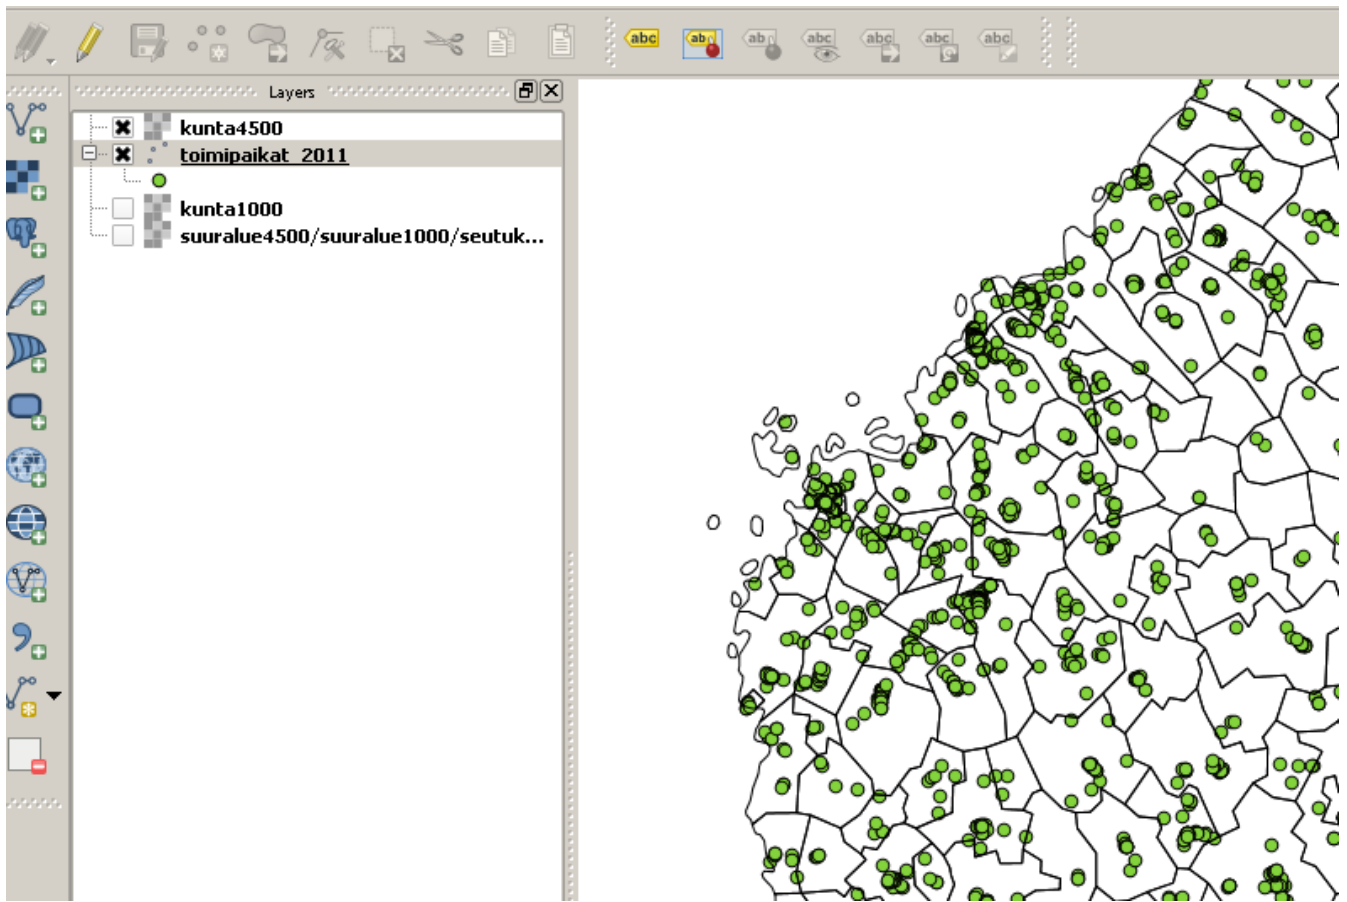 abc
ab
ab
abc
abc
abc
abc
Layers
kunta4500
toimipaikat_2011
kunta1000
suuralue4500/suuralue1000/seutuk...